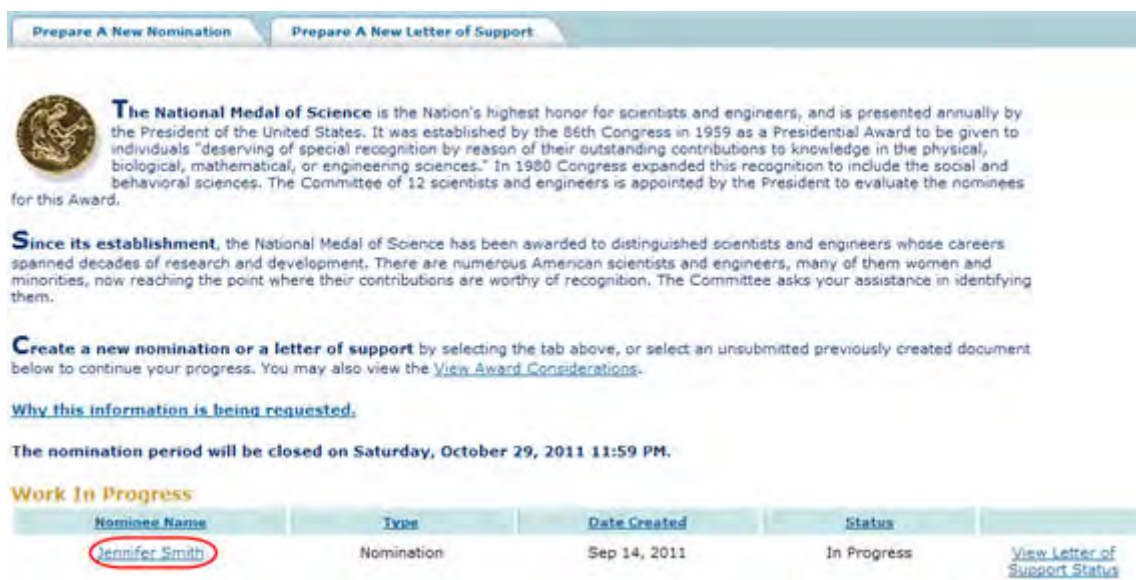 Prepare A New Nomination Prepare A New Letter of Support
The National Medal of Science is the Nation's highest honor for scientists and engineers, and is presented annually by
the President of the United States. It was established by the 86th Congress in 1959 as a Presidential Award to be given to
individuals "deserving of special recognition by reason of their outstanding contributions to knowledge in the physical,
biological, mathematical, or engineering sciences." In 1980 Congress expanded this recognition to include the social and
behavioral sciences. The Committee of 12 scientists and engineers is appointed by the President to evaluate the nominees
for this Award.
Since its establishment, the National Medal of Science has been awarded to distinguished scientists and engineers whose careers
spanned decades of research and development. There are numerous American scientists and engineers, many of them women and
minorities, now reaching the point where their contributions are worthy of recognition. The Committee asks your assistance in identifying
them.
Create a new nomination or a letter of support by selecting the tab above, or select an unsubmitted previously created document
below to continue your progress. You may also view the View Award Considerations.
Why this information is being requested.
The nomination period will be closed on Saturday, October 29, 2011 11:59 PM.
Work In Progress
Nominee Name Type Date Created Status
Jennifer Smith Nomination Sep 14, 2011 In Progress View Letter of
Support Status